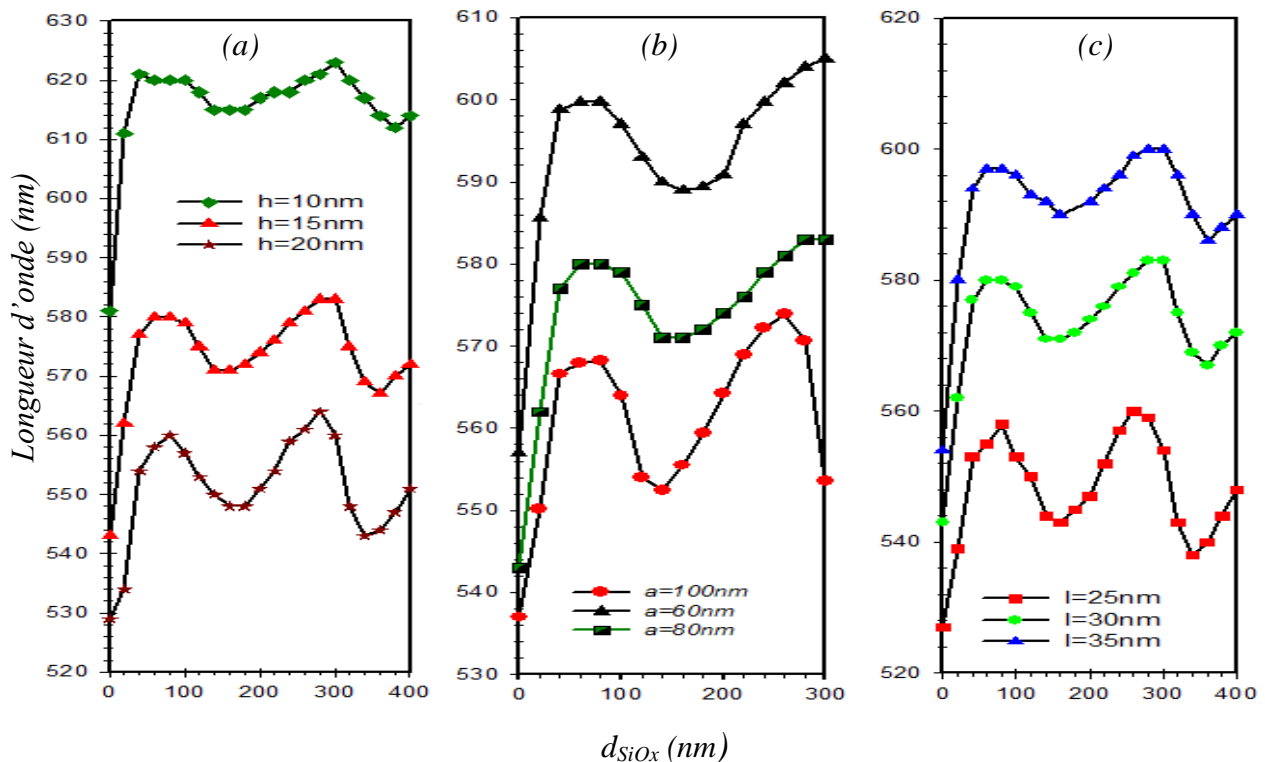 (a)
(b)
(c)
Longueur d'onde (nm)
630
620
610
600
590
580
570
560
550
540
530
520
h=10nm
h=15nm
h=20nm
0 100 200 300 400
610
600
590
580
570
560
550
540
530
a=100nm
a=60nm
a=80nm
0 100 200 300
620
600
580
560
540
520
l=25nm
l=30nm
l=35nm
0 100 200 300 400
dSiOx (nm)